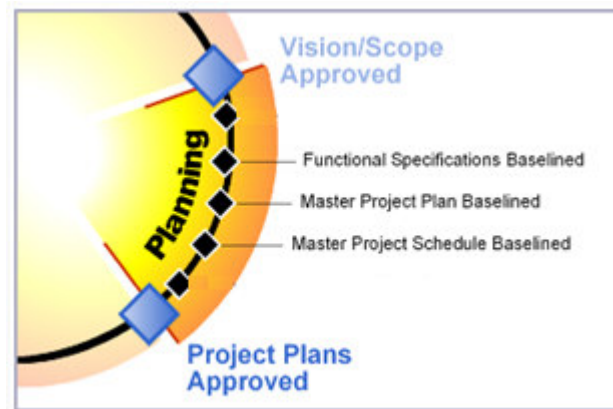 Vision/Scope
Approved
Planning
Functional Specifications Baselined
Master Project Plan Baselined
Master Project Schedule Baselined
Project Plans
Approved